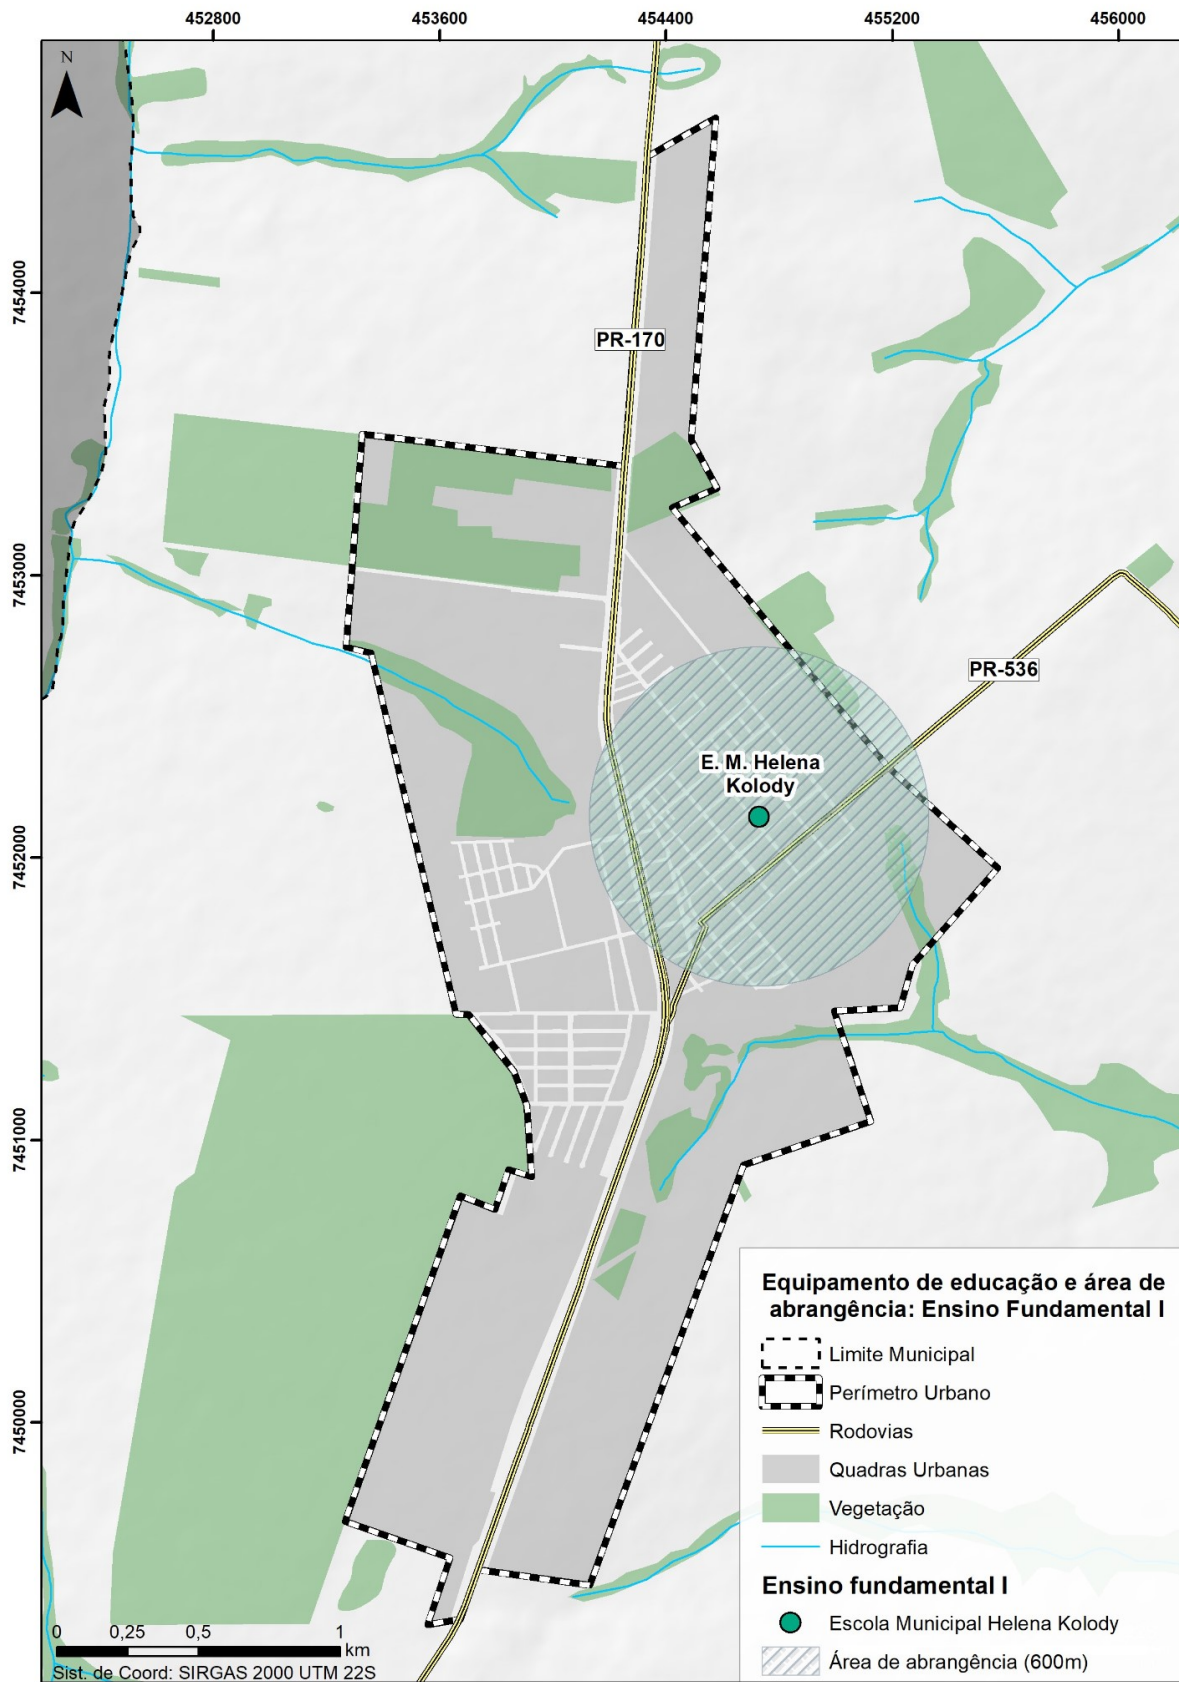 452800 453600 454400 455200 456000
N
7454000
PR-170
7453000
PR-536
E. M. Helena
Kolody
7452000
7451000
7450000
Equipamento de educação e área de
abrangência: Ensino Fundamental I
Limite Municipal
Perímetro Urbano
Rodovias
Quadras Urbanas
Vegetação
Hidrografia
Ensino fundamental I
Escola Municipal Helena Kolody
Área de abrangência (600m)
0 0,25 0,5 1
km
Sist. de Coord: SIRGAS 2000 UTM 22S